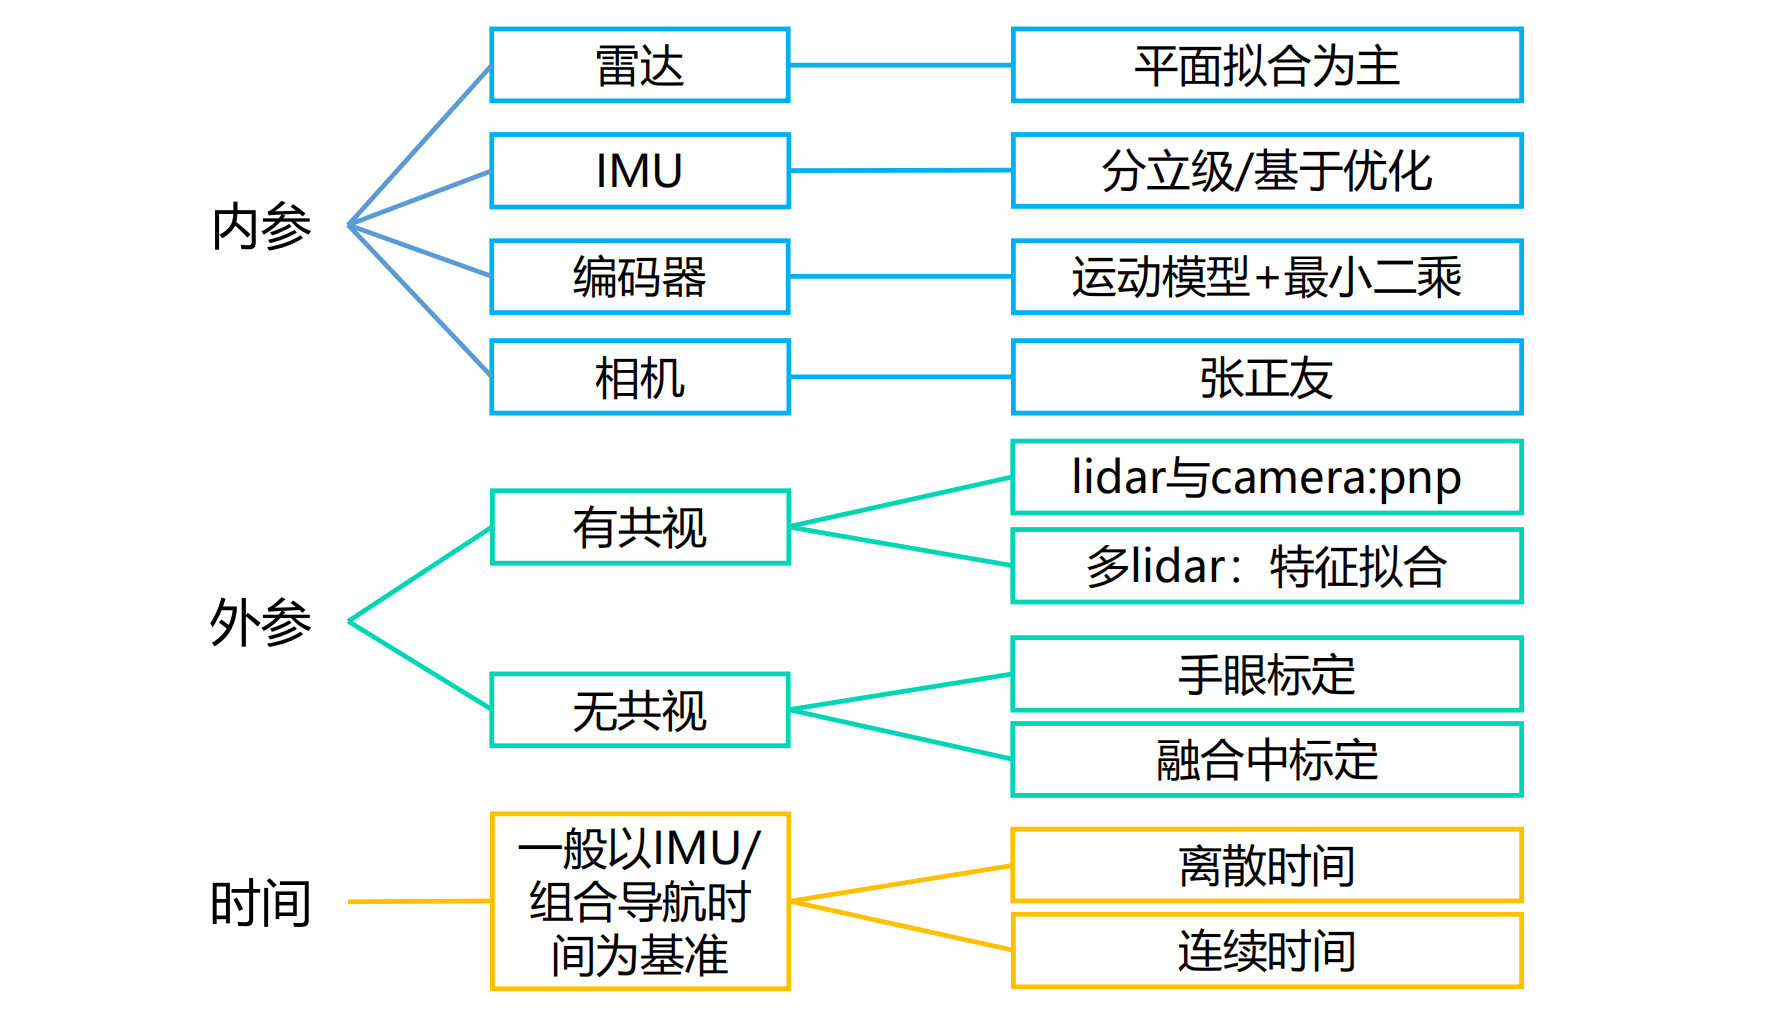 内参
雷达
平面拟合为主
IMU
分立级/基于优化
编码器
运动模型+最小二乘
相机
张正友
外参
有共视
lidar与camera:pnp
多lidar：特征拟合
无共视
手眼标定
融合中标定
时间
一般以IMU/
组合导航时
间为基准
离散时间
连续时间